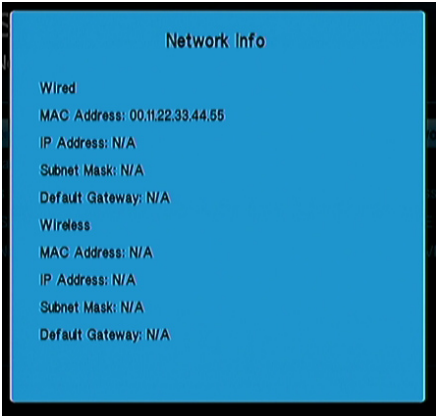 Network Info
Wired
MAC Address: 00.11.22.33.44.55
IP Address: N/A
Subnet Mask: N/A
Default Gateway: N/A
Wireless
MAC Address: N/A
IP Address: N/A
Subnet Mask: N/A
Default Gateway: N/A